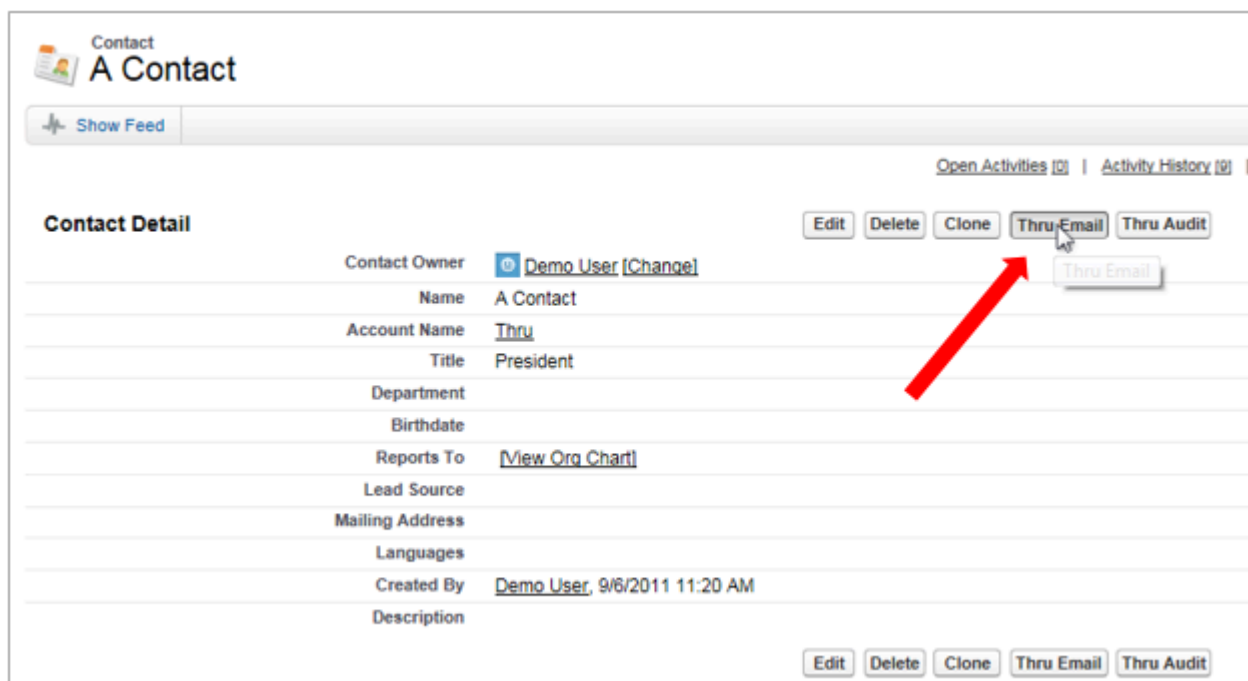 Contact
A Contact
Show Feed
Open Activities [0] | Activity History [9] |
Contact Detail
Edit Delete Clone Thru Email Thru Audit
Thru Email
Contact Owner Demo User [Change]
Name A Contact
Account Name Thru
Title President
Department
Birthdate
Reports To [View Org Chart]
Lead Source
Mailing Address
Languages
Created By Demo User, 9/6/2011 11:20 AM
Description
Edit Delete Clone Thru Email Thru Audit